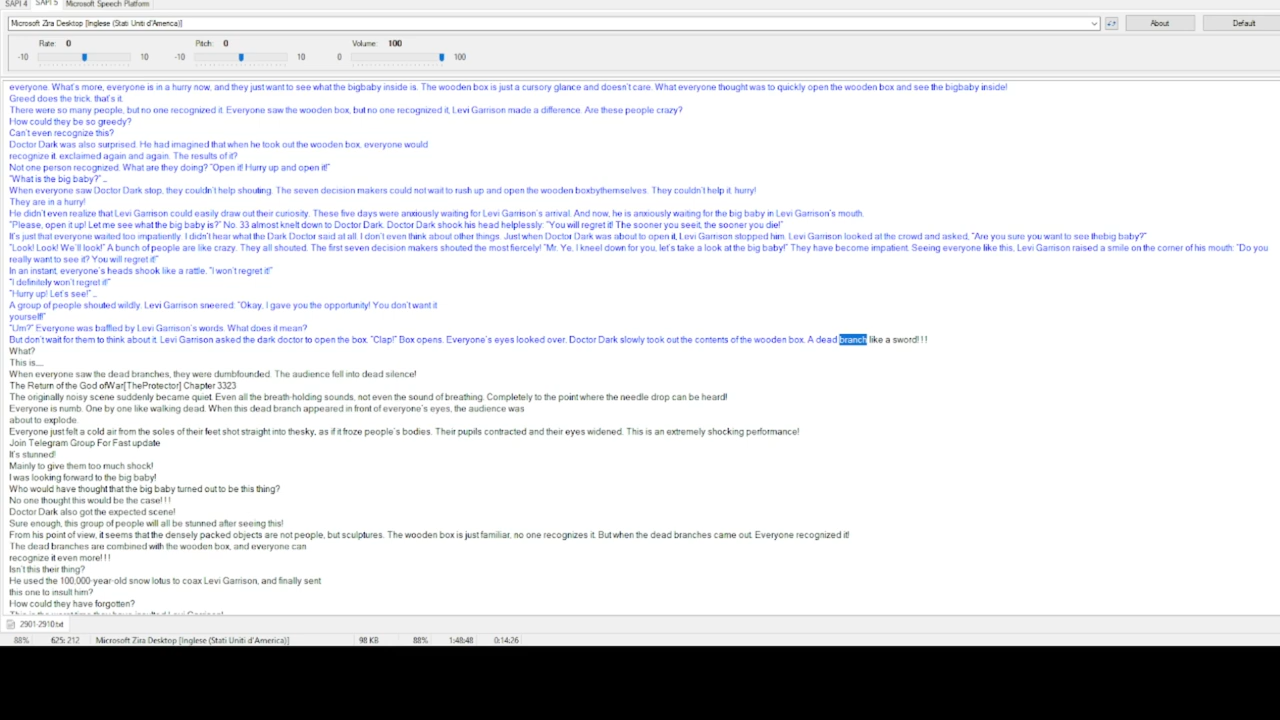 SAPI 4 SAPI 5 Microsoft Speech Platform
Microsoft Zira Desktop [Inglese (Stati Uniti d'America)] About Default
Rate: 0 Pitch: 0 Volume: 100
-10 10 -10 10 0 100
everyone. What's more, everyone is in a hurry now, and they just want to see what the bigbaby inside is. The wooden box is just a cursory glance and doesn't care. What everyone thought was to quickly open the wooden box and see the bigbaby inside!
Greed does the trick, that's it.
There were so many people, but no one recognized it. Everyone saw the wooden box, but no one recognized it, Levi Garrison made a difference. Are these people crazy?
How could they be so greedy?
Can't even recognize this?
Doctor Dark was also surprised. He had imagined that when he took out the wooden box, everyone would
recognize it. exclaimed again and again. The results of it?
Not one person recognized. What are they doing? "Open it! Hurry up and open it!"
"What is the big baby?" ..
When everyone saw Doctor Dark stop, they couldn't help shouting. The seven decision makers could not wait to rush up and open the wooden boxbythemselves. They couldn't help it, hurry!
They are in a hurry!
He didn't even realize that Levi Garrison could easily draw out their curiosity. These five days were anxiously waiting for Levi Garrison's arrival. And now, he is anxiously waiting for the big baby in Levi Garrison's mouth.
"Please, open it up! Let me see what the big baby is?" No. 33 almost knelt down to Doctor Dark. Doctor Dark shook his head helplessly: "You will regret it! The sooner you seeit, the sooner you die!"
It's just that everyone waited too impatiently. I didn't hear what the Dark Doctor said at all. I don't even think about other things. Just when Doctor Dark was about to open it, Levi Garrison stopped him. Levi Garrison looked at the crowd and asked, "Are you sure you want to see thebig baby?"
"Look! Look! We'll look!" A bunch of people are like crazy. They all shouted. The first seven decision makers shouted the most fiercely! "Mr. Ye, I kneel down for you, let's take a look at the big baby!" They have become impatient. Seeing everyone like this, Levi Garrison raised a smile on the corner of his mouth: "Do you
really want to see it? You will regret it!"
In an instant, everyone's heads shook like a rattle. "I won't regret it!"
"I definitely won't regret it!"
"Hurry up! Let's see!" ..
A group of people shouted wildly. Levi Garrison sneered: "Okay, I gave you the opportunity! You don't want it
yourself!"
"Um?" Everyone was baffled by Levi Garrison's words. What does it mean?
But don't wait for them to think about it. Levi Garrison asked the dark doctor to open the box. "Clap!" Box opens. Everyone's eyes looked over. Doctor Dark slowly took out the contents of the wooden box. A dead branch like a sword!!!
What?
This is....
When everyone saw the dead branches, they were dumbfounded. The audience fell into dead silence!
The Return of the God ofWar[TheProtector] Chapter 3323
The originally noisy scene suddenly became quiet. Even all the breath-holding sounds, not even the sound of breathing. Completely to the point where the needle drop can be heard!
Everyone is numb. One by one like walking dead. When this dead branch appeared in front of everyone's eyes, the audience was
about to explode.
Everyone just felt a cold air from the soles of their feet shot straight into thesky, as if it froze people's bodies. Their pupils contracted and their eyes widened. This is an extremely shocking performance!
Join Telegram Group For Fast update
It's stunned!
Mainly to give them too much shock!
I was looking forward to the big baby!
Who would have thought that the big baby turned out to be this thing?
No one thought this would be the case!!!
Doctor Dark also got the expected scene!
Sure enough, this group of people will all be stunned after seeing this!
From his point of view, it seems that the densely packed objects are not people, but sculptures. The wooden box is just familiar, no one recognizes it. But when the dead branches came out. Everyone recognized it!
The dead branches are combined with the wooden box, and everyone can
recognize it even more!!!
Isn't this their thing?
He used the 100,000-year-old snow lotus to coax Levi Garrison, and finally sent
this one to insult him?
How could they have forgotten?
This is the worst time they have insulted Levi Garrison!
2901-2910.txt
88% 625: 212 Microsoft Zira Desktop [Inglese (Stati Uniti d'America)] 98 KB 88% 1:48:48 0:14:26